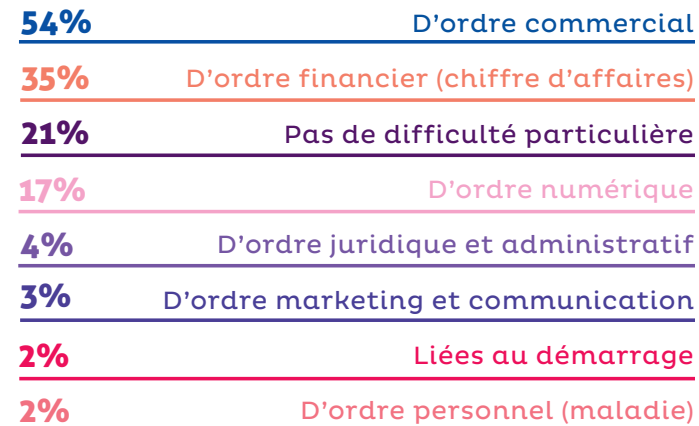 54% D'ordre commercial
35% D'ordre financier (chiffre d'affaires)
21% Pas de difficulté particulière
17% D'ordre numérique
4% D'ordre juridique et administratif
3% D'ordre marketing et communication
2% Liées au démarrage
2% D'ordre personnel (maladie)